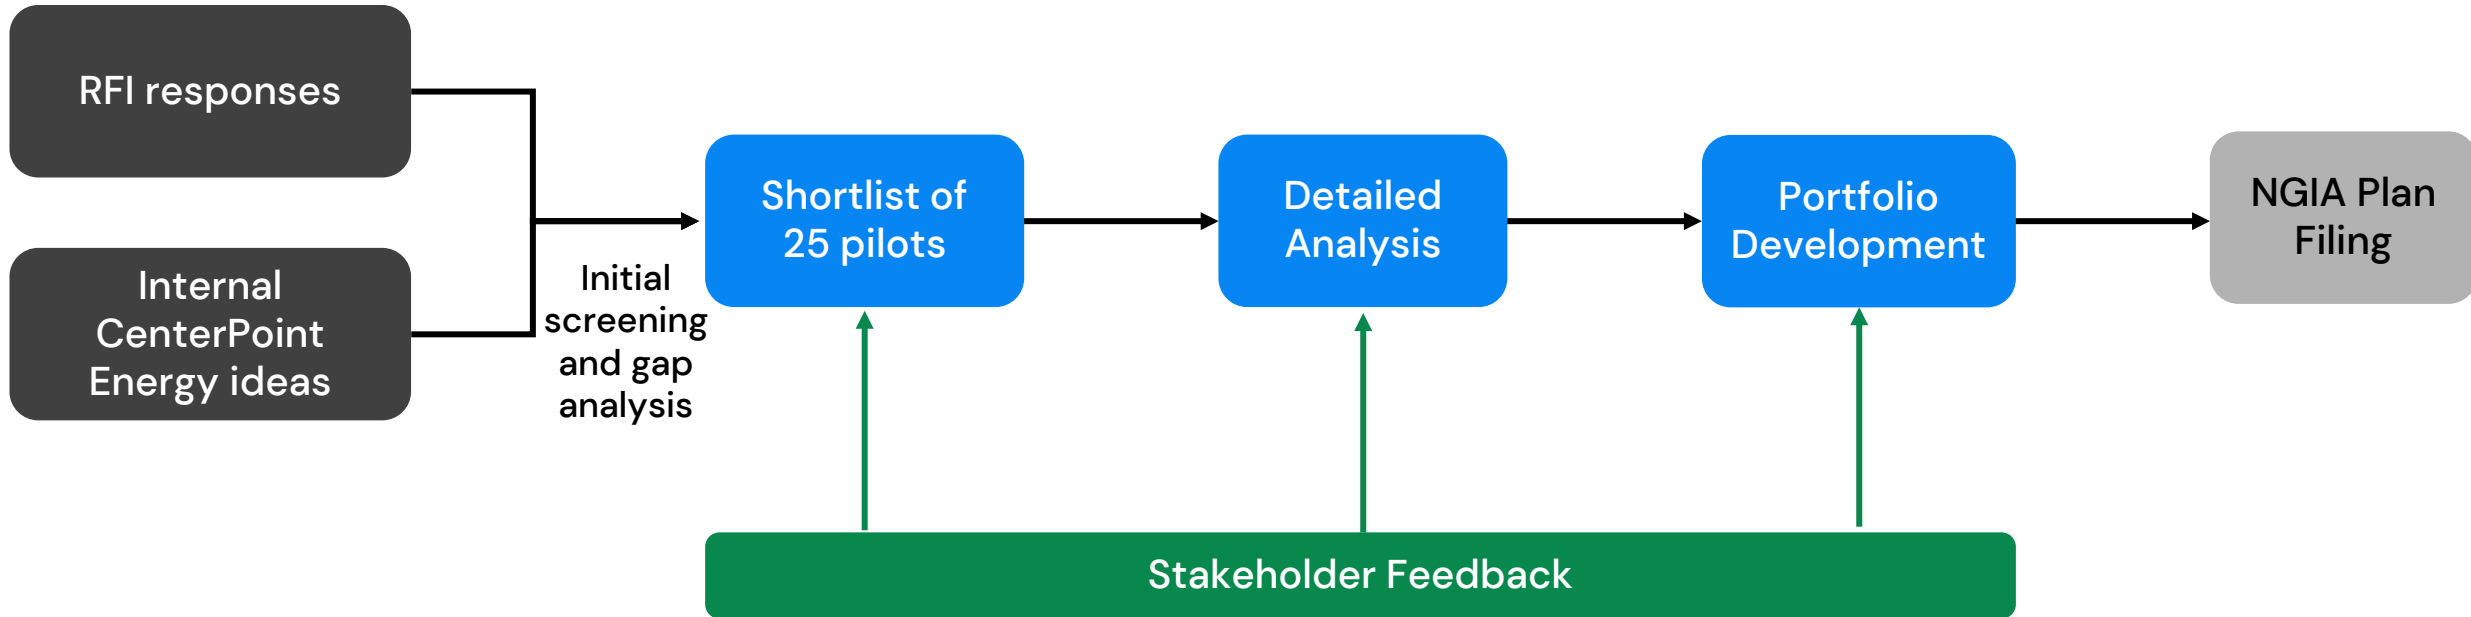 RFI responses
Internal
CenterPoint
Energy ideas
Initial
screening
and gap
analysis
Shortlist of
25 pilots
Detailed
Analysis
Portfolio
Development
NGIA Plan
Filing
Stakeholder Feedback